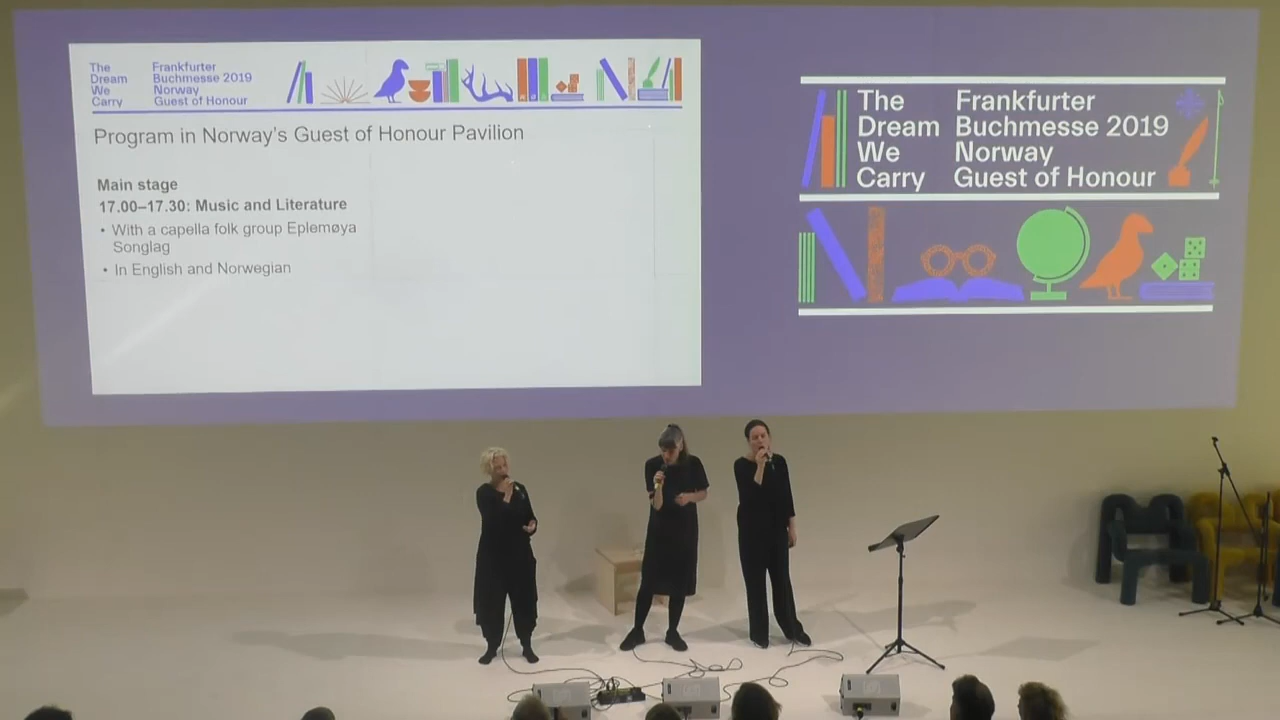 The Dream We Carry
Frankfurter Buchmesse 2019 Norway Guest of Honour
Program in Norway's Guest of Honour Pavilion
Main stage
17.00–17.30: Music and Literature
• With a capella folk group Eplemøya
Songlag
• In English and Norwegian
The Frankfurter
Dream Buchmesse 2019
We Norway
Carry Guest of Honour